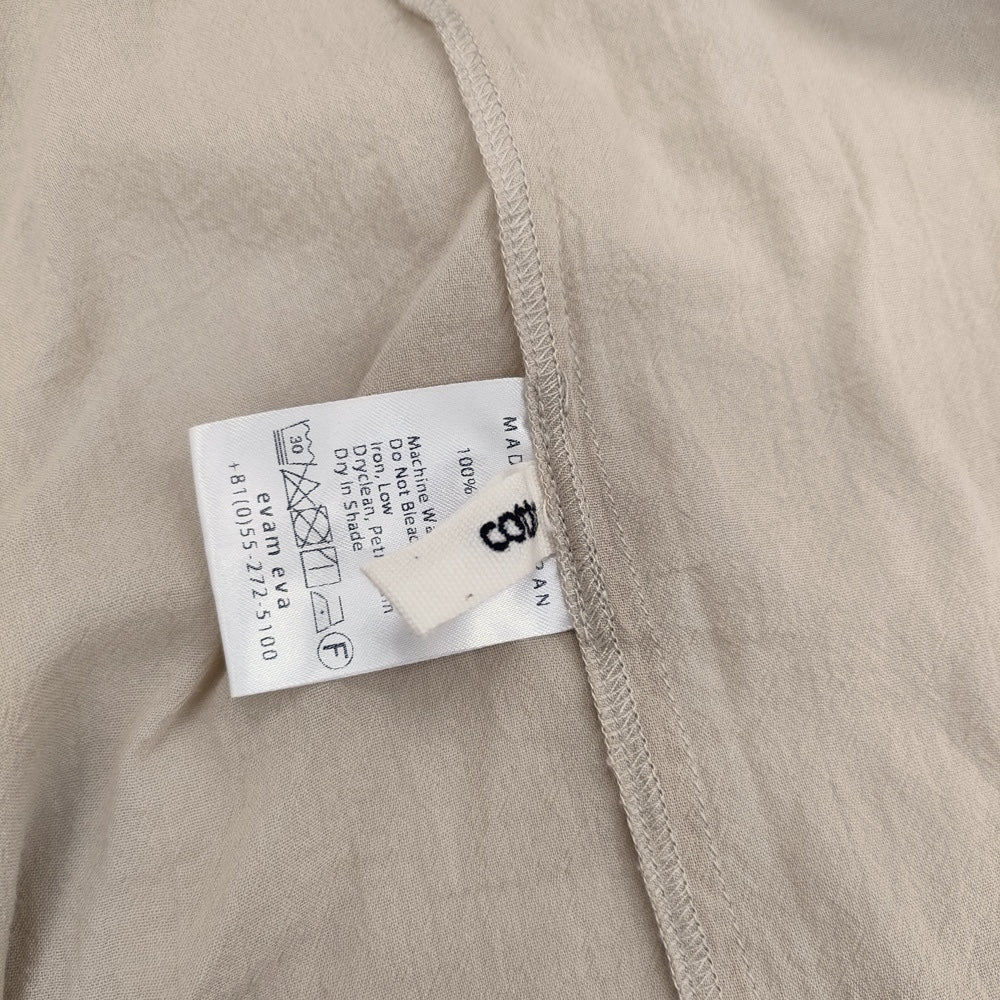 MAD
AN
100%
Machine Wa
Do Not Bleac
Iron, Low
Dryclean, Pet
Dry In Shade
30
F
evam eva
+81(0)55-272-5100